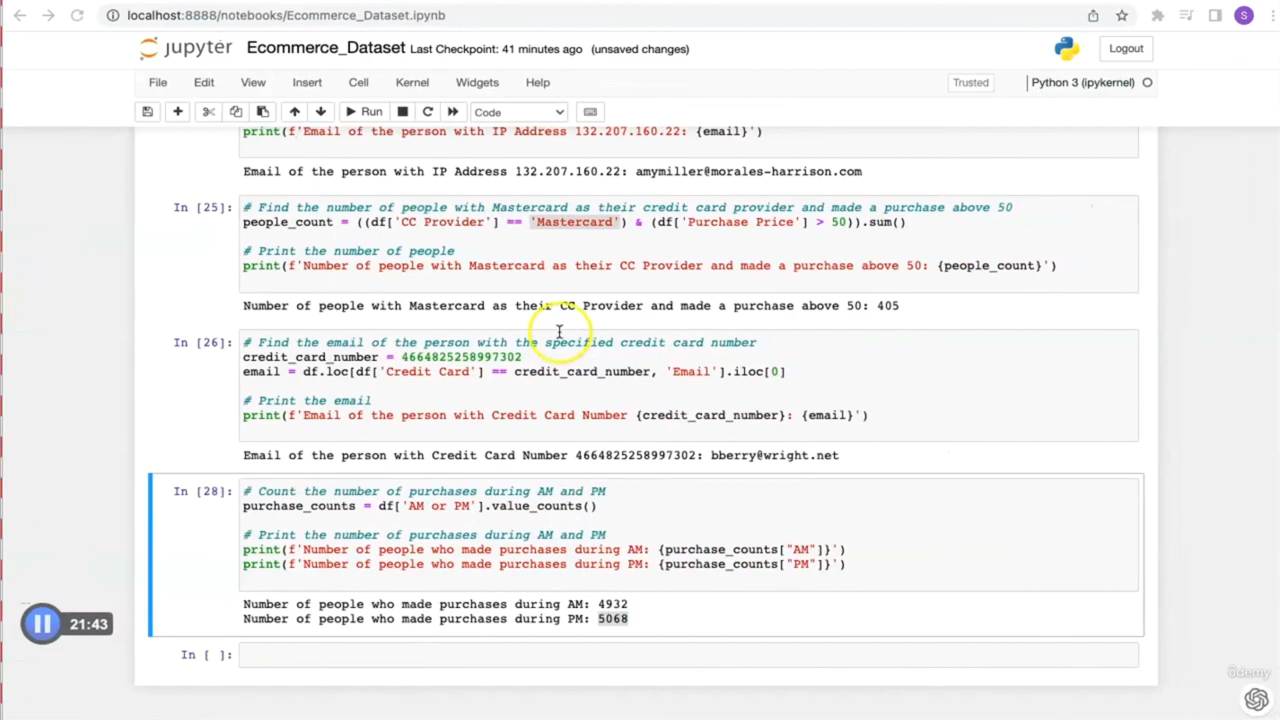 localhost:8888/notebooks/Ecommerce_Dataset.ipynb
S
jupyter Ecommerce_Dataset Last Checkpoint: 41 minutes ago (unsaved changes)
Logout
File Edit View Insert Cell Kernel Widgets Help
Trusted
Python 3 (ipykernel)
Run
Code
print(f'Email of the person with IP Address 132.207.160.22: {email}')
Email of the person with IP Address 132.207.160.22: amymiller@morales-harrison.com
In [25]:
# Find the number of people with Mastercard as their credit card provider and made a purchase above 50
people_count = ((df['CC Provider'] == 'Mastercard') & (df['Purchase Price'] > 50)).sum()
# Print the number of people
print(f'Number of people with Mastercard as their CC Provider and made a purchase above 50: {people_count}')
Number of people with Mastercard as their CC Provider and made a purchase above 50: 405
In [26]:
# Find the email of the person with the specified credit card number
credit_card_number = 4664825258997302
email = df.loc[df['Credit Card'] == credit_card_number, 'Email'].iloc[0]
# Print the email
print(f'Email of the person with Credit Card Number {credit_card_number}: {email}')
Email of the person with Credit Card Number 4664825258997302: bberry@wright.net
In [28]:
# Count the number of purchases during AM and PM
purchase_counts = df['AM or PM'].value_counts()
# Print the number of purchases during AM and PM
print(f'Number of people who made purchases during AM: {purchase_counts["AM"]}')
print(f'Number of people who made purchases during PM: {purchase_counts["PM"]}')
Number of people who made purchases during AM: 4932
Number of people who made purchases during PM: 5068
21:43
In [ ]:
ûdemy